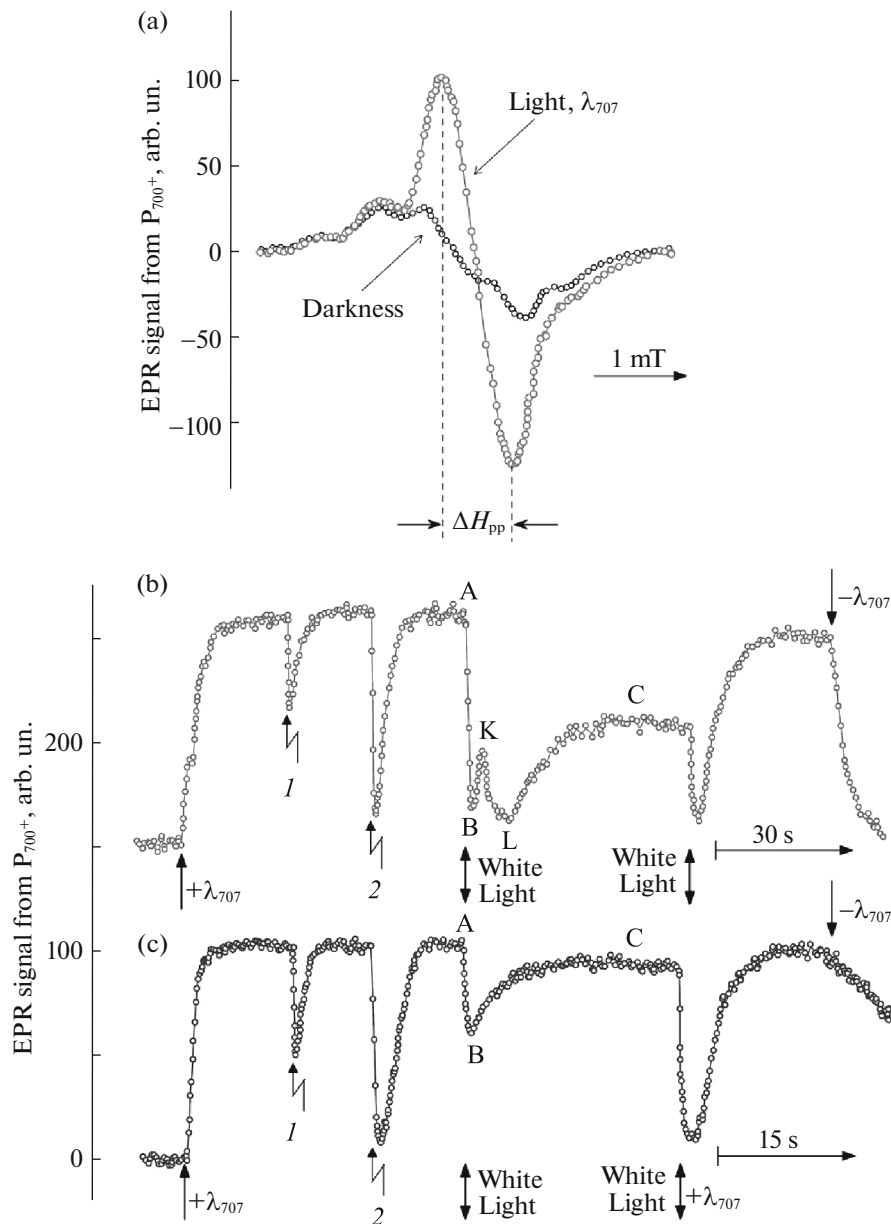 (a)
EPR signal from P700+, arb. un.
100
50
0
−50
−100
Light, λ707
Darkness
1 mT
ΔHpp
(b)
EPR signal from P700+, arb. un.
200
100
0
A
K
C
B
L
1
2
+λ707
White
Light
White
Light
30 s
−λ707
(c)
A
C
B
1
2
+λ707
White
Light
White
Light
+λ707
15 s
−λ707